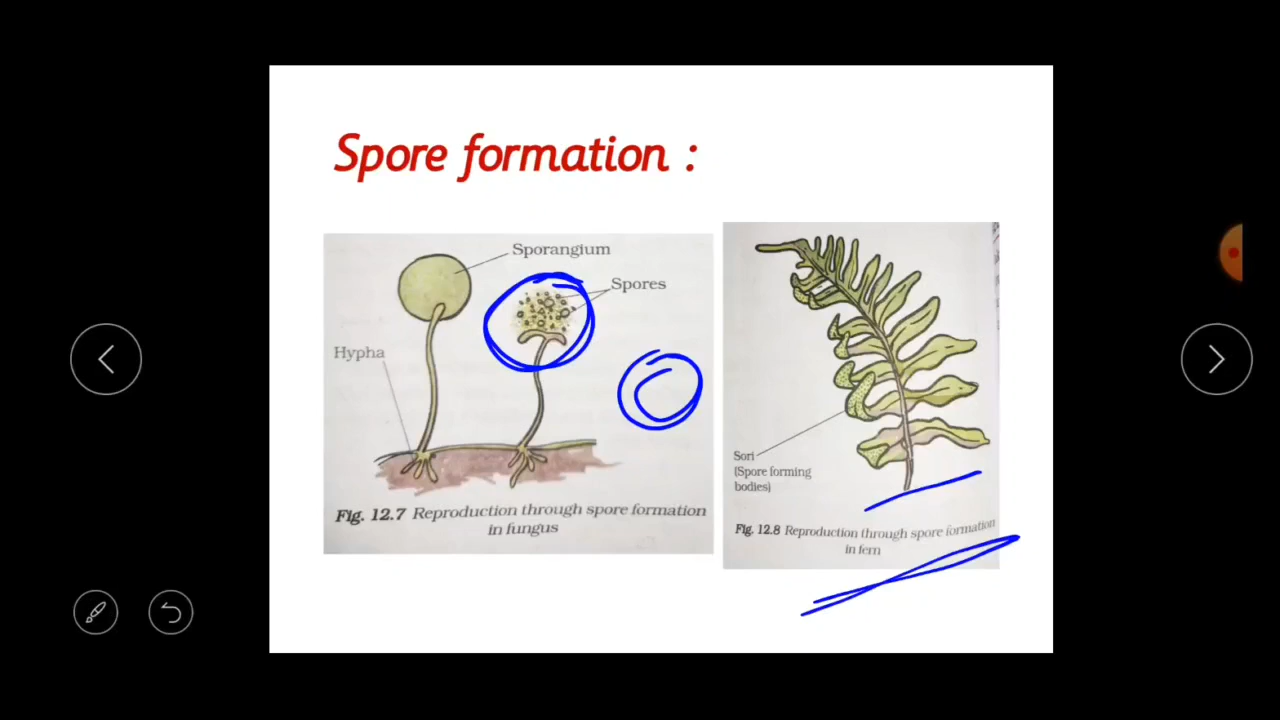 Spore formation :
Sporangium
Spores
Hypha
Fig. 12.7 Reproduction through spore formation
in fungus
Sori
(Spore forming
bodies)
Fig. 12.8 Reproduction through spore formation
in fern